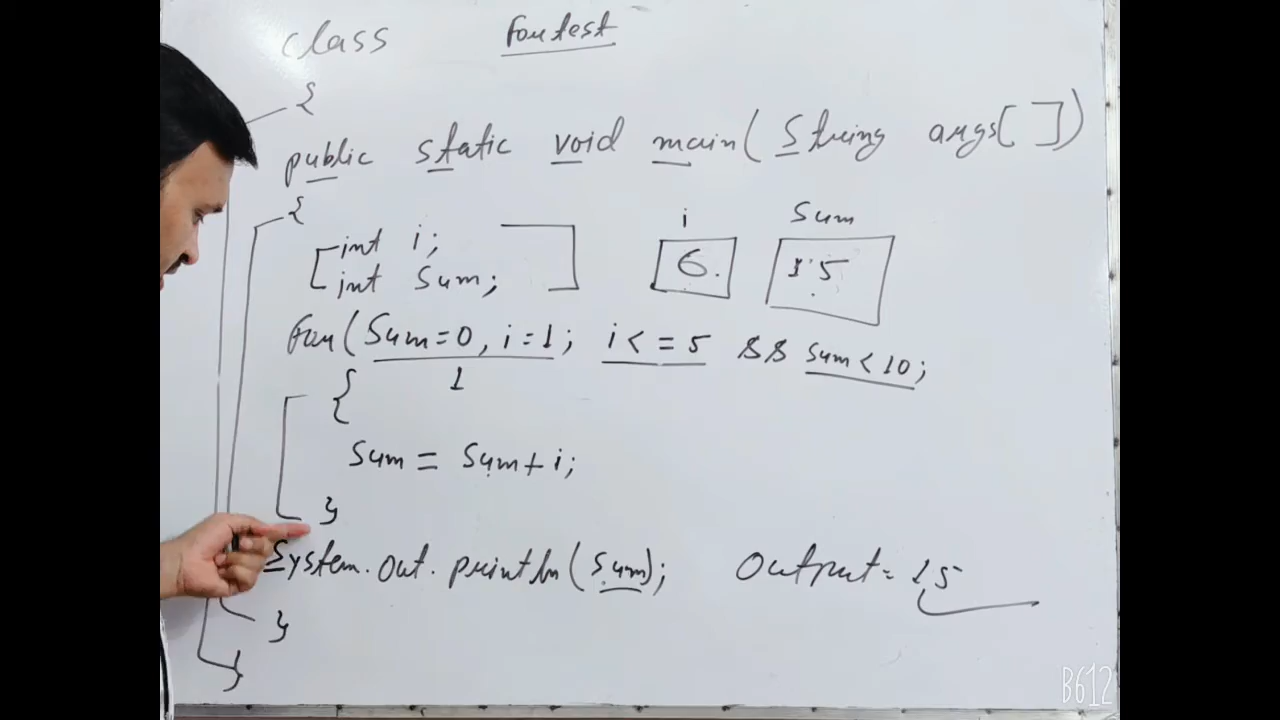 class Fortest
{
public static void main( String args[ ])
{
int i; i Sum
int Sum; 6 15
for( Sum=0, i=1; i<=5 && sum<10;
1
{
Sum = Sum+i;
}
System.out.println(Sum); Output= 15
}
}
B612